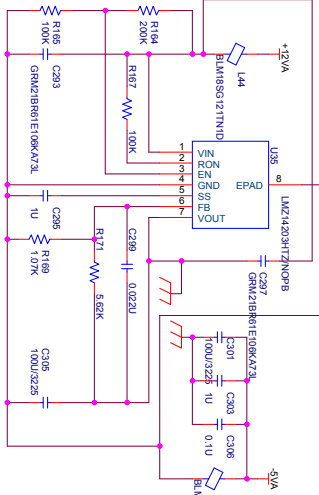 R165
100K
R164
200K
C293
GRM21BR61E106KA73L
R167
100K
L44
BLM18SG121TN1D
+12VA
U35
1
2
3
4
5
6
7
VIN
RON
EN
GND
SS
FB
VOUT
EPAD
8
LMZ14203HTZ/NOPB
C297
GRM21BR61E106KA73L
C295
1U
C299
0.022U
R171
5.62K
R169
1.07K
C305
100U/3225
C301
100U/3225
C303
1U
C306
0.1U
BLM
-5VA